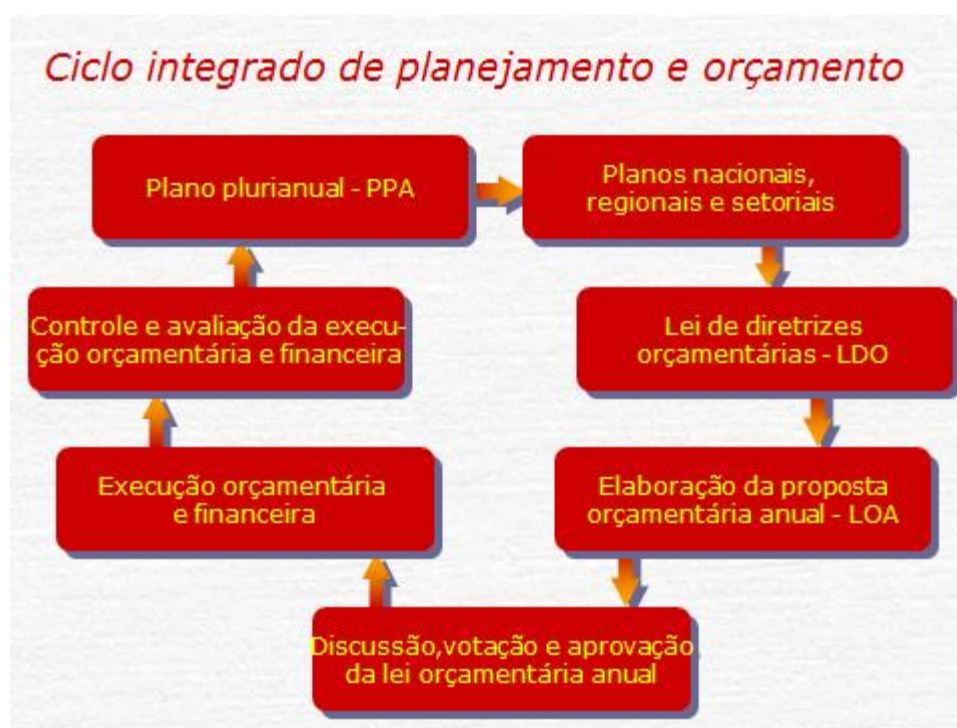 Ciclo integrado de planejamento e orçamento
Plano plurianual - PPA
Planos nacionais,
regionais e setoriais
Lei de diretrizes
orçamentárias - LDO
Elaboração da proposta
orçamentária anual - LOA
Discussão,votação e aprovação
da lei orçamentária anual
Execução orçamentária
e financeira
Controle e avaliação da execu-
ção orçamentária e financeira